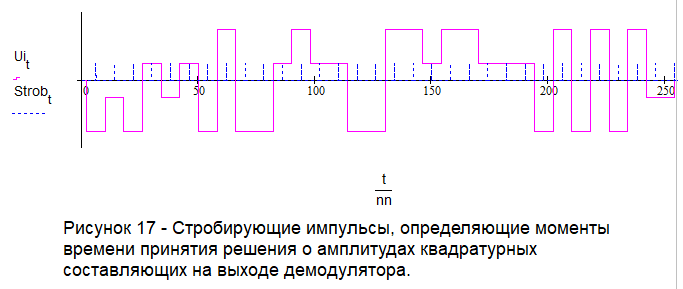 Ui t
Strob t
0 50 100 150 200 250
t
nn
Рисунок 17 - Стробирующие импульсы, определяющие моменты
времени принятия решения о амплитудах квадратурных
составляющих на выходе демодулятора.